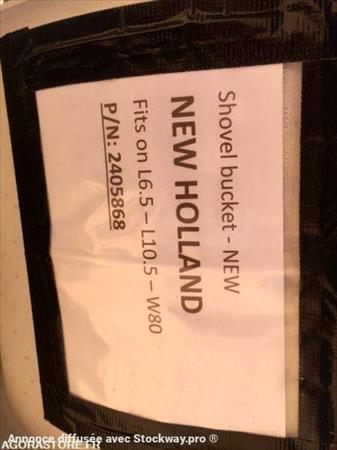 Shovel bucket - NEW
NEW HOLLAND
Fits on L6.5 – L10.5 – W80
P/N: 2405868
Annonce diffusée avec Stockway.pro ®
AGORASTORE.FR